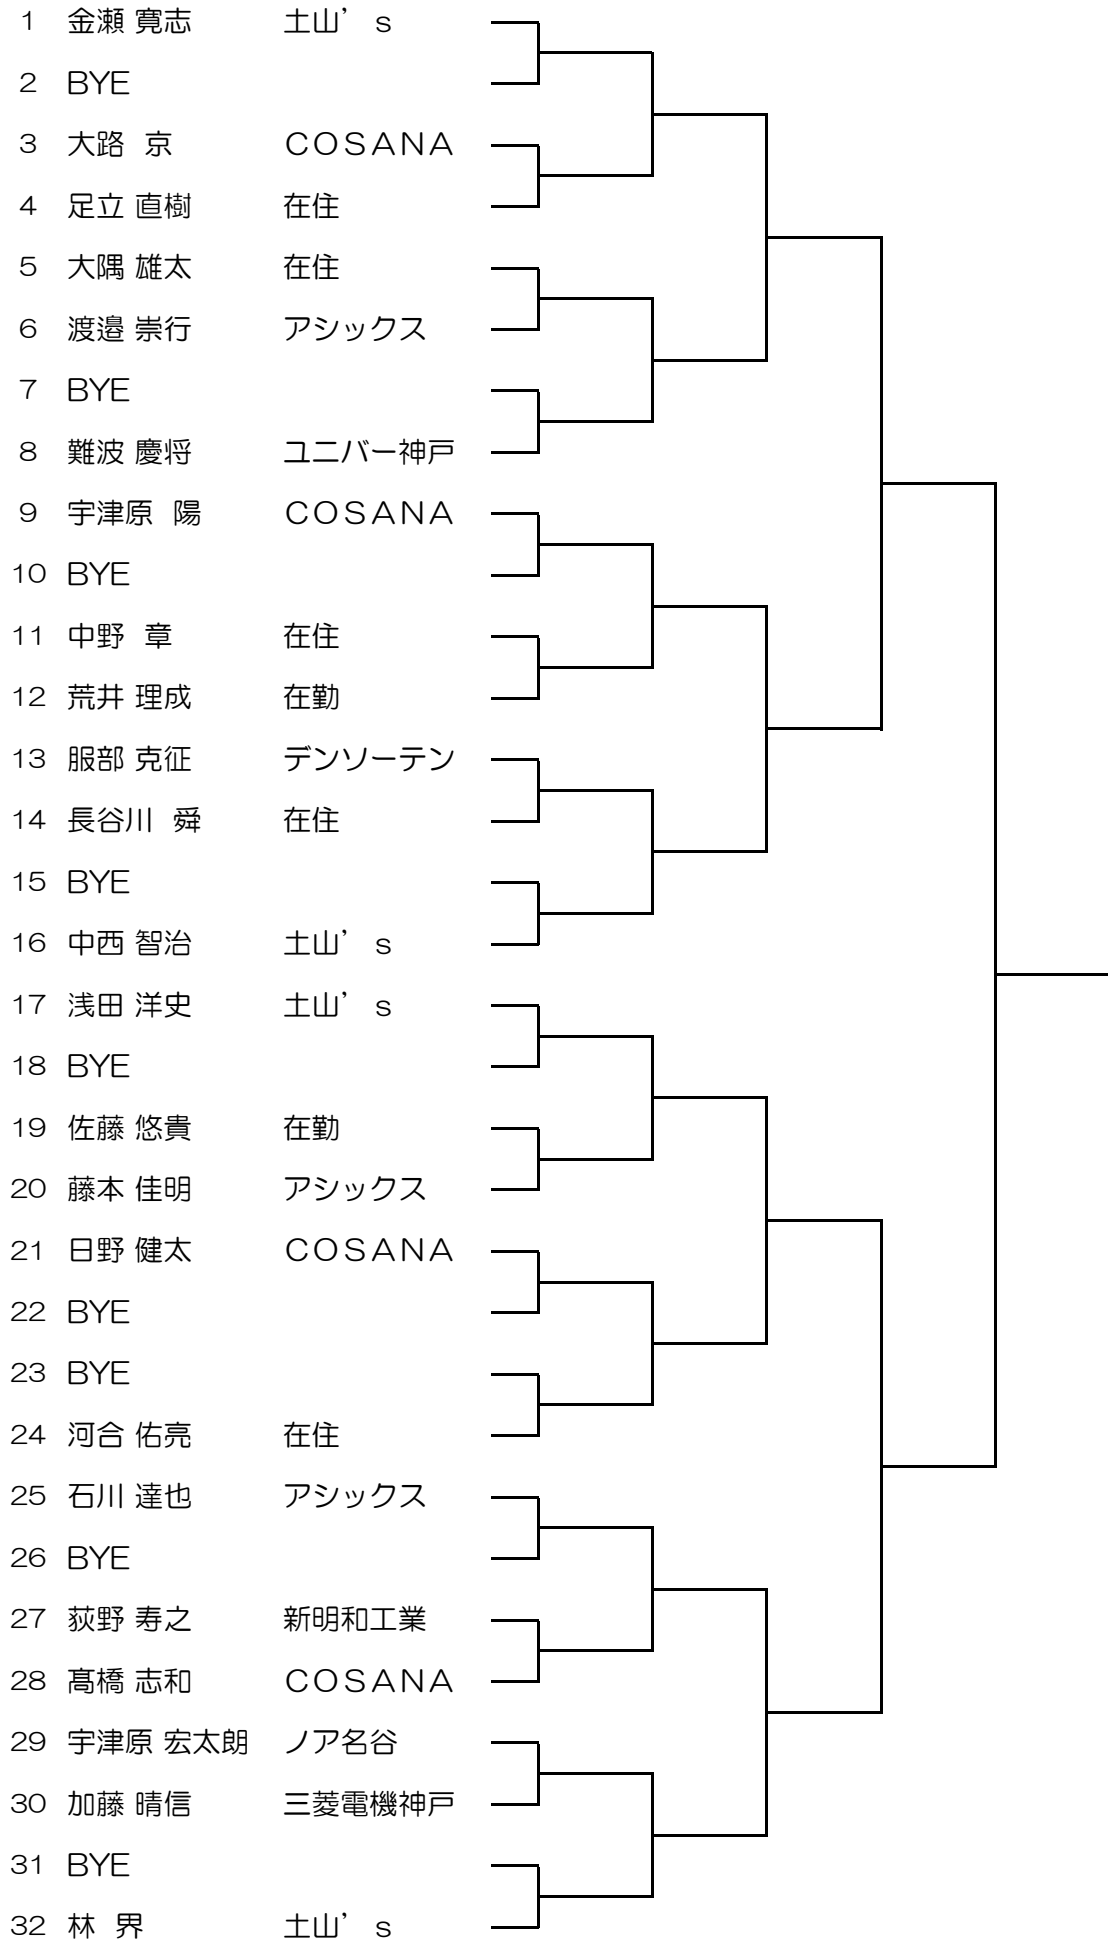 1 金瀬 寛志 土山’s
2 BYE
3 大路 京 ＣＯＳＡＮＡ
4 足立 直樹 在住
5 大隅 雄太 在住
6 渡邉 崇行 アシックス
7 BYE
8 難波 慶将 ユニバー神戸
9 宇津原 陽 ＣＯＳＡＮＡ
10 BYE
11 中野 章 在住
12 荒井 理成 在勤
13 服部 克征 デンソーテン
14 長谷川 舜 在住
15 BYE
16 中西 智治 土山’s
17 浅田 洋史 土山’s
18 BYE
19 佐藤 悠貴 在勤
20 藤本 佳明 アシックス
21 日野 健太 ＣＯＳＡＮＡ
22 BYE
23 BYE
24 河合 佑亮 在住
25 石川 達也 アシックス
26 BYE
27 荻野 寿之 新明和工業
28 髙橋 志和 ＣＯＳＡＮＡ
29 宇津原 宏太朗 ノア名谷
30 加藤 晴信 三菱電機神戸
31 BYE
32 林 界 土山’s